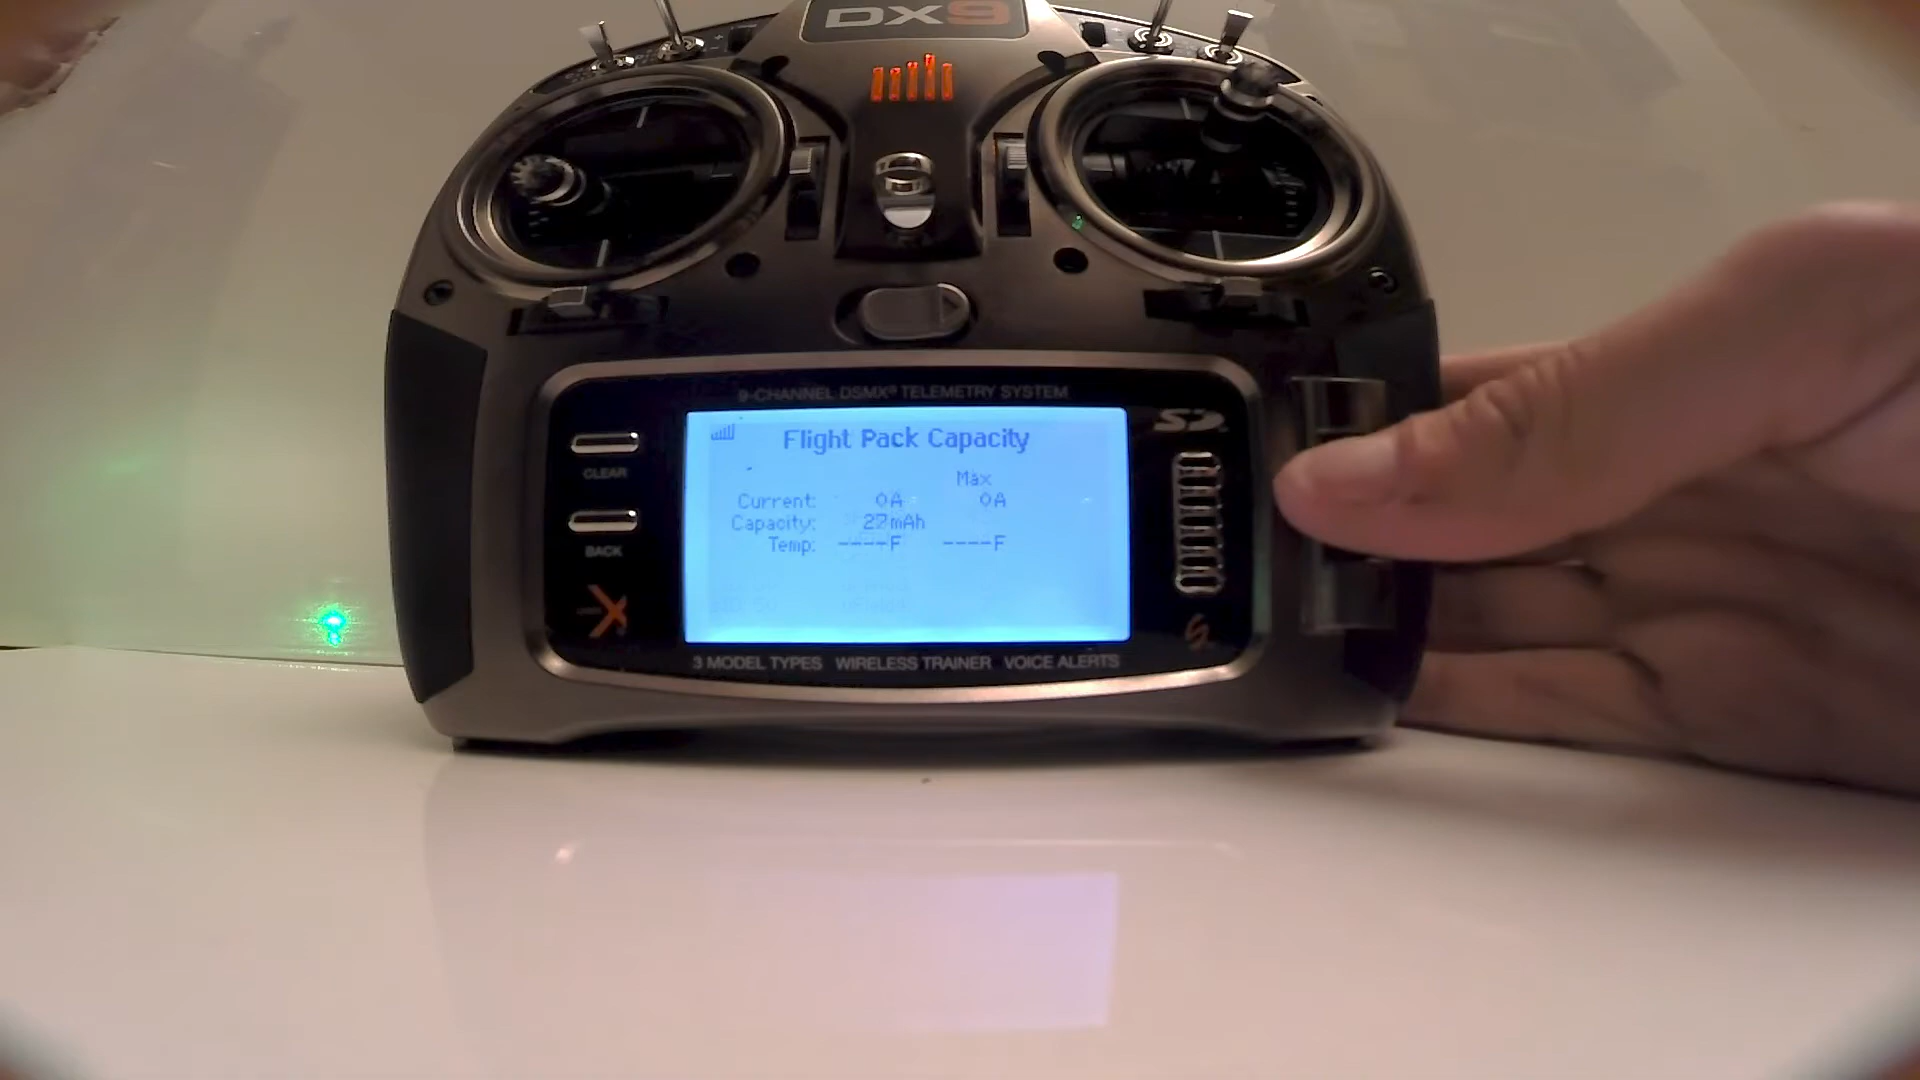 DX9
9-CHANNEL DSMX® TELEMETRY SYSTEM
Flight Pack Capacity
Max
Current: 0A 0A
Capacity: mAh
Temp: ----F ----F
CLEAR
BACK
X
3 MODEL TYPES WIRELESS TRAINER VOICE ALERTS